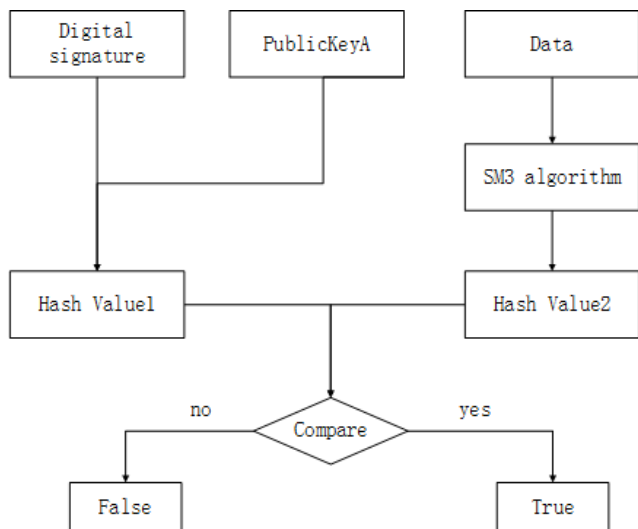 Digital
signature
PublicKeyA
Data
SM3 algorithm
Hash Value1
Hash Value2
no
Compare
yes
False
True